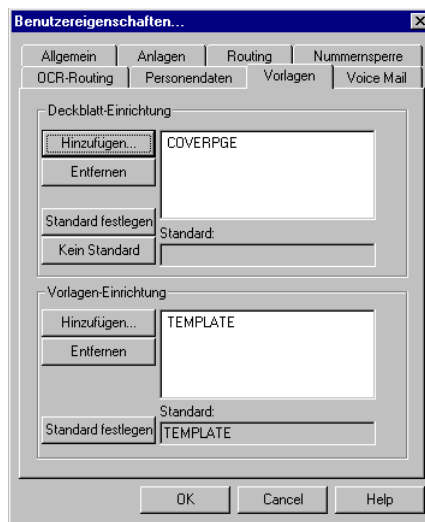 Benutzereigenschaften...
Allgemein Anlagen Routing Nummernsperre
OCR-Routing Personendaten Vorlagen Voice Mail
Deckblatt-Einrichtung
Hinzufügen... COVERPGE
Entfernen
Standard festlegen
Standard:
Kein Standard
Vorlagen-Einrichtung
Hinzufügen... TEMPLATE
Entfernen
Standard:
Standard festlegen TEMPLATE
OK Cancel Help